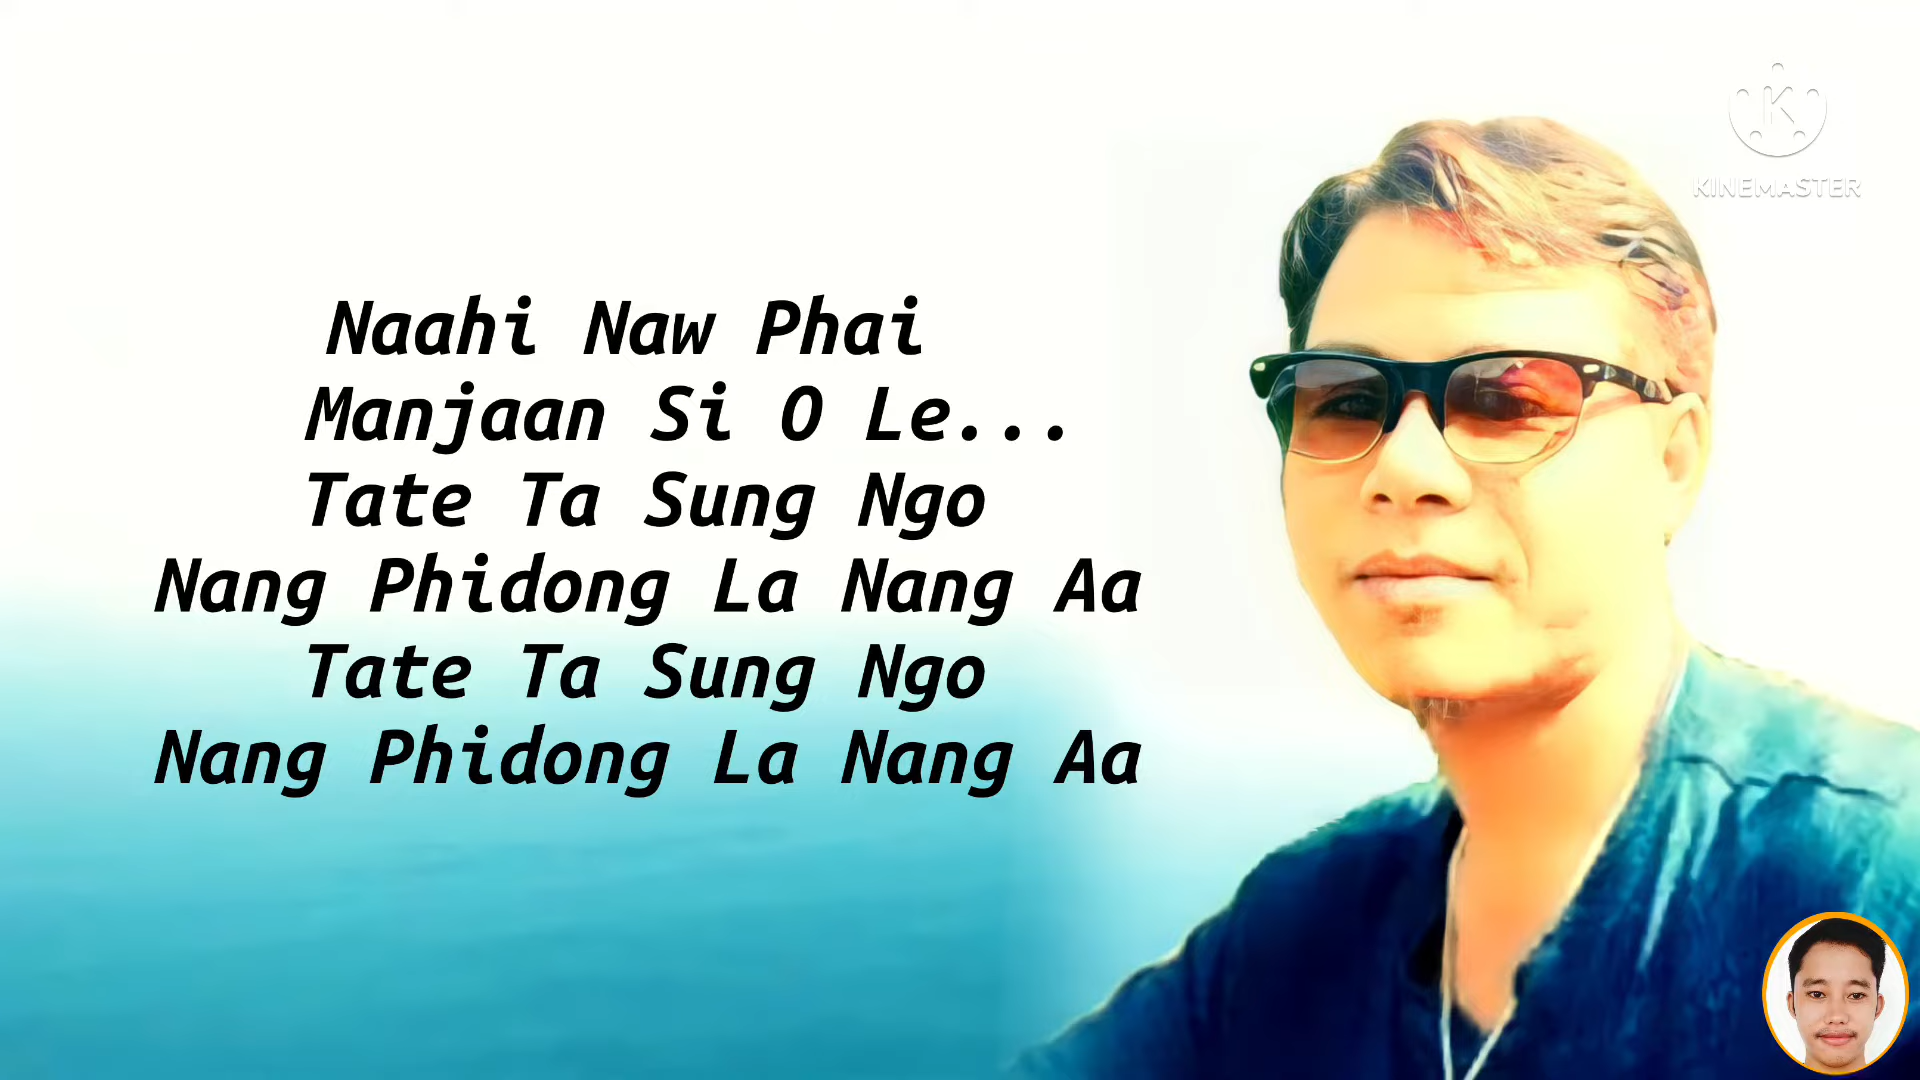 Naahi Naw Phai
Manjaan Si O Le...
Tate Ta Sung Ngo
Nang Phidong La Nang Aa
Tate Ta Sung Ngo
Nang Phidong La Nang Aa
K
KINEMASTER